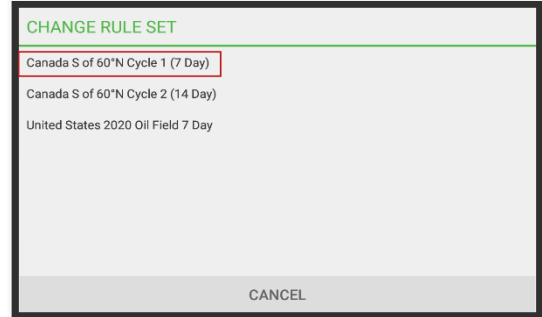 CHANGE RULE SET
Canada S of 60°N Cycle 1 (7 Day)
Canada S of 60°N Cycle 2 (14 Day)
United States 2020 Oil Field 7 Day
CANCEL